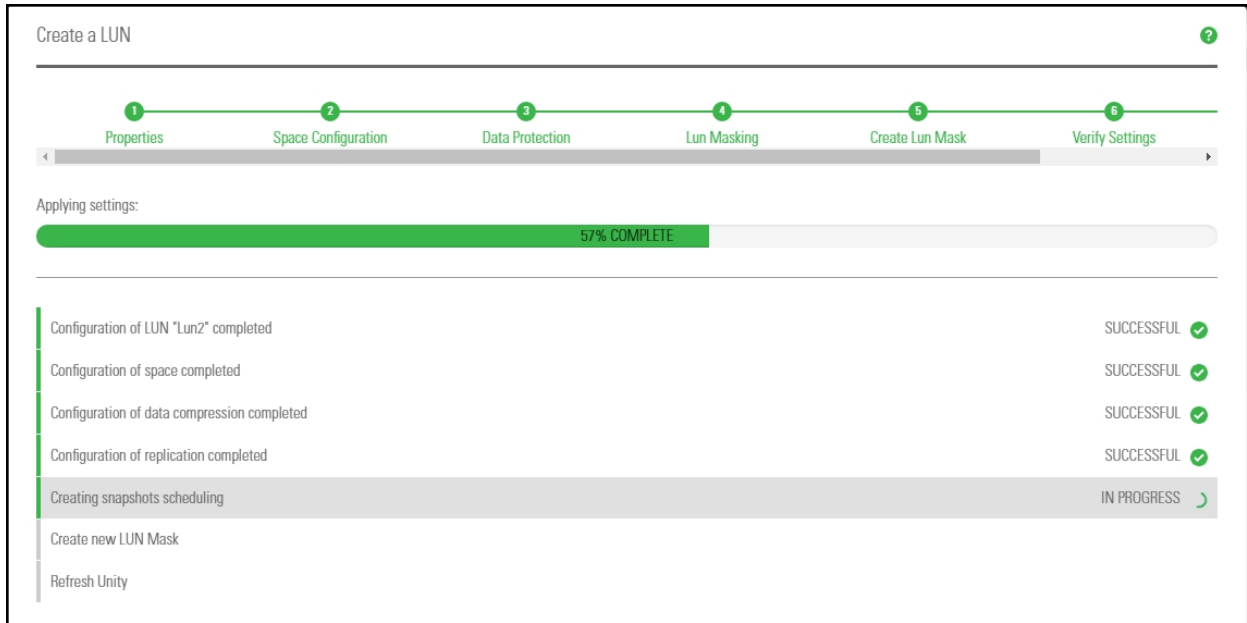 Create a LUN
?
1 2 3 4 5 6
Properties Space Configuration Data Protection Lun Masking Create Lun Mask Verify Settings
Applying settings:
57% COMPLETE
Configuration of LUN "Lun2" completed SUCCESSFUL
Configuration of space completed SUCCESSFUL
Configuration of data compression completed SUCCESSFUL
Configuration of replication completed SUCCESSFUL
Creating snapshots scheduling IN PROGRESS
Create new LUN Mask
Refresh Unity